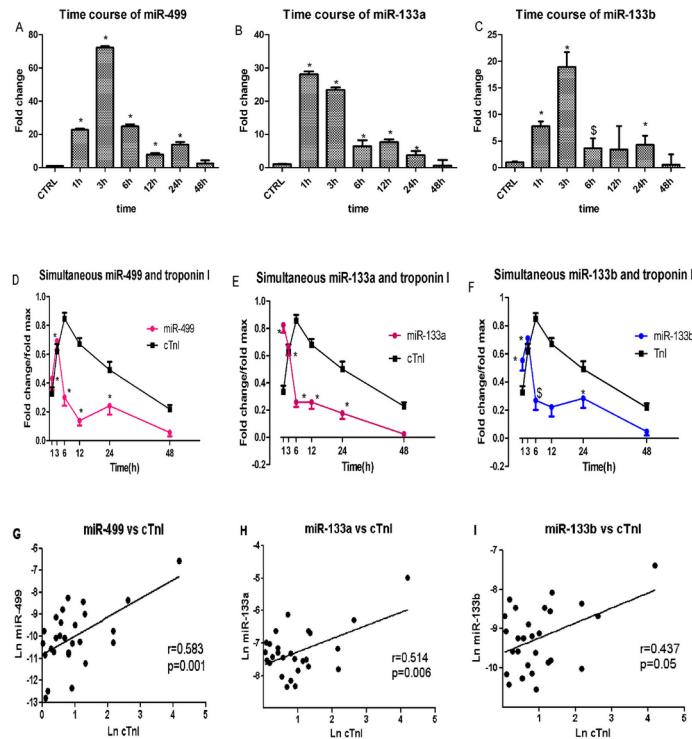 A
Time course of miR-499
Fold change
80
60
40
20
0
*
*
*
*
*
CTRL
1h
3h
6h
12h
24h
48h
time
B
Time course of miR-133a
Fold change
40
30
20
10
0
*
*
*
*
*
CTRL
1h
3h
6h
12h
24h
48h
time
C
Time course of miR-133b
Fold change
25
20
15
10
5
0
*
*
$
*
CTRL
1h
3h
6h
12h
24h
48h
time
D
Simultaneous miR-499 and troponin I
Fold change/fold max
1.0
0.8
0.6
0.4
0.2
0.0
miR-499
cTnI
*
*
*
*
*
1 3 6 12 24 48
Time(h)
E
Simultaneous miR-133a and troponin I
Fold change/fold max
1.0
0.8
0.6
0.4
0.2
0.0
-0.2
miR-133a
cTnI
*
*
*
*
*
1 3 6 12 24 48
Time(h)
F
Simultaneous miR-133b and troponin I
Fold change/fold max
1.0
0.8
0.6
0.4
0.2
0.0
-0.2
miR-133b
TnI
*
*
$
*
1 3 6 12 24 48
Time(h)
G
miR-499 vs cTnI
Ln miR-499
-5
-6
-7
-8
-9
-10
-11
-12
-13
r=0.583
p=0.001
0 1 2 3 4 5
Ln cTnI
H
miR-133a vs cTnI
Ln miR-133a
-4
-5
-6
-7
-8
r=0.514
p=0.006
1 2 3 4 5
Ln cTnI
I
miR-133b vs cTnI
Ln miR-133b
-7
-8
-9
-10
r=0.437
p=0.05
1 2 3 4 5
Ln cTnI